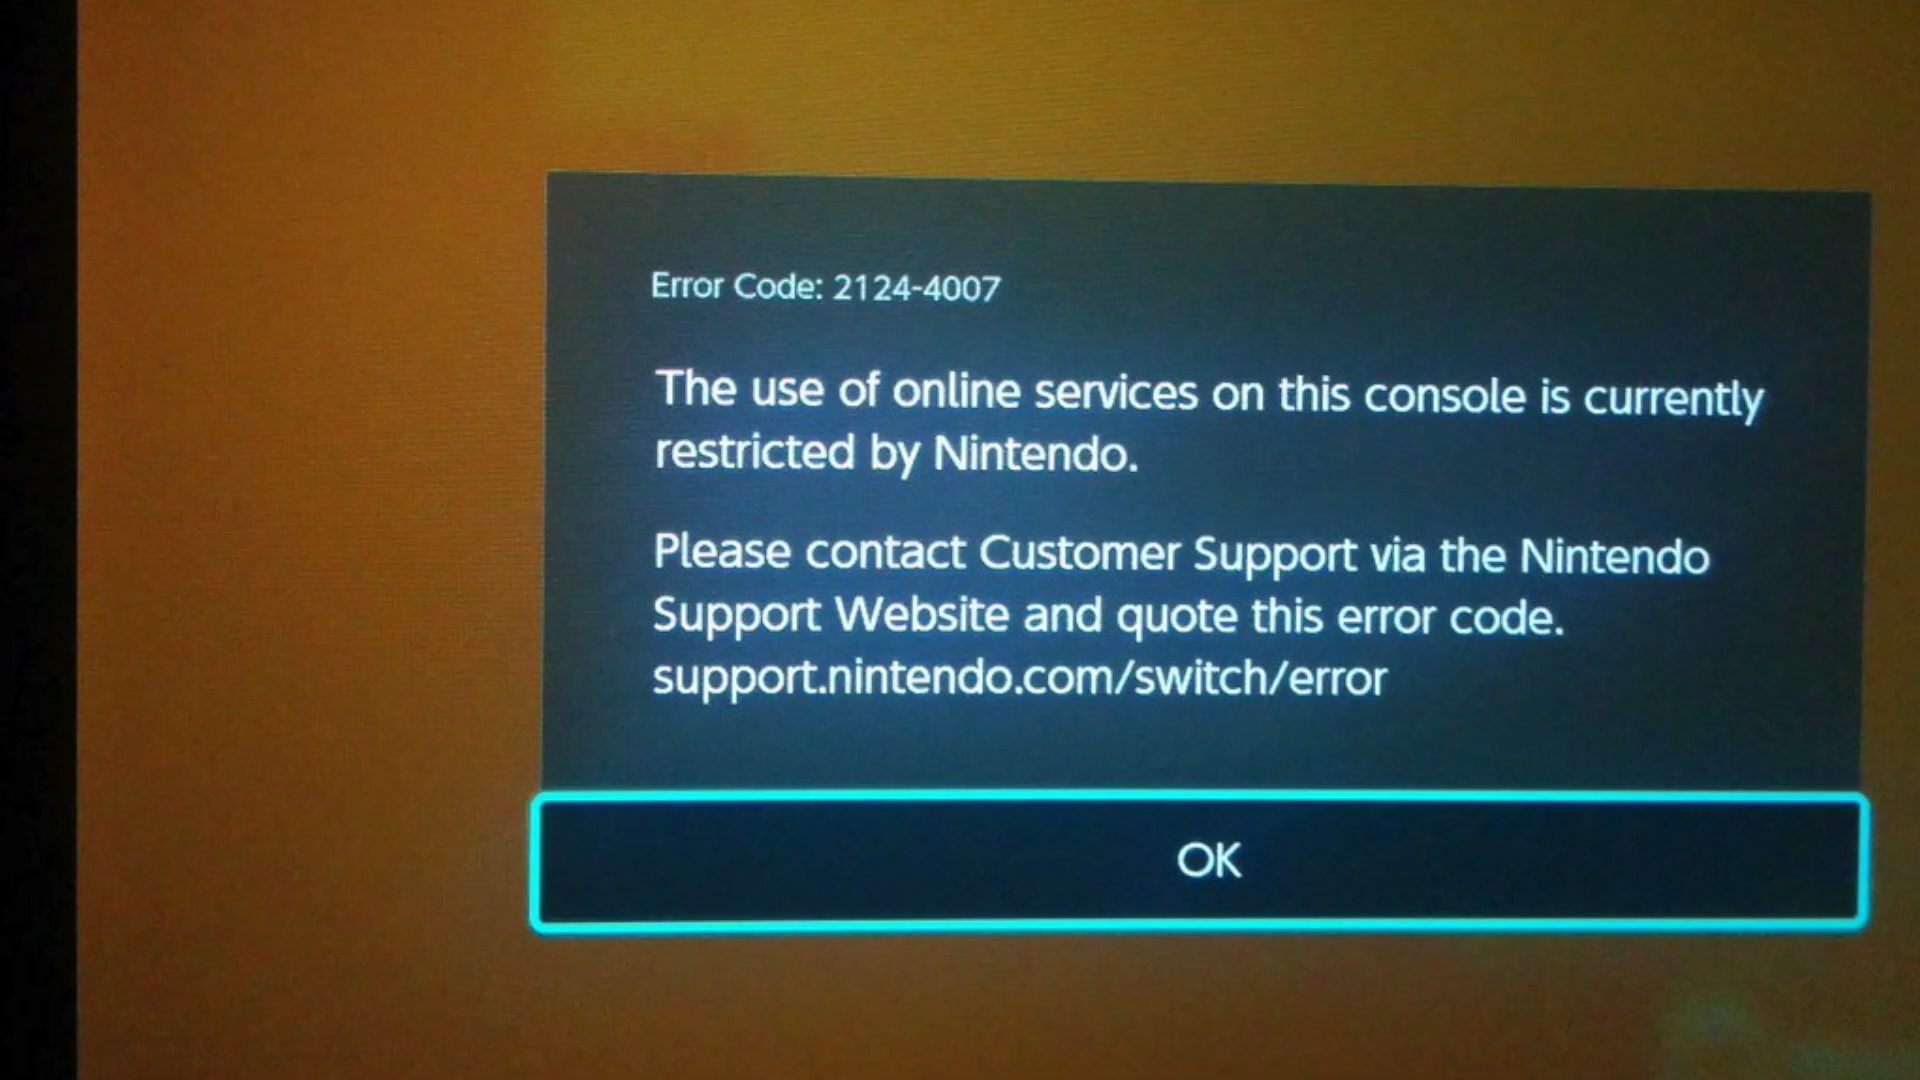 Error Code: 2124-4007
The use of online services on this console is currently
restricted by Nintendo.
Please contact Customer Support via the Nintendo
Support Website and quote this error code.
support.nintendo.com/switch/error
OK